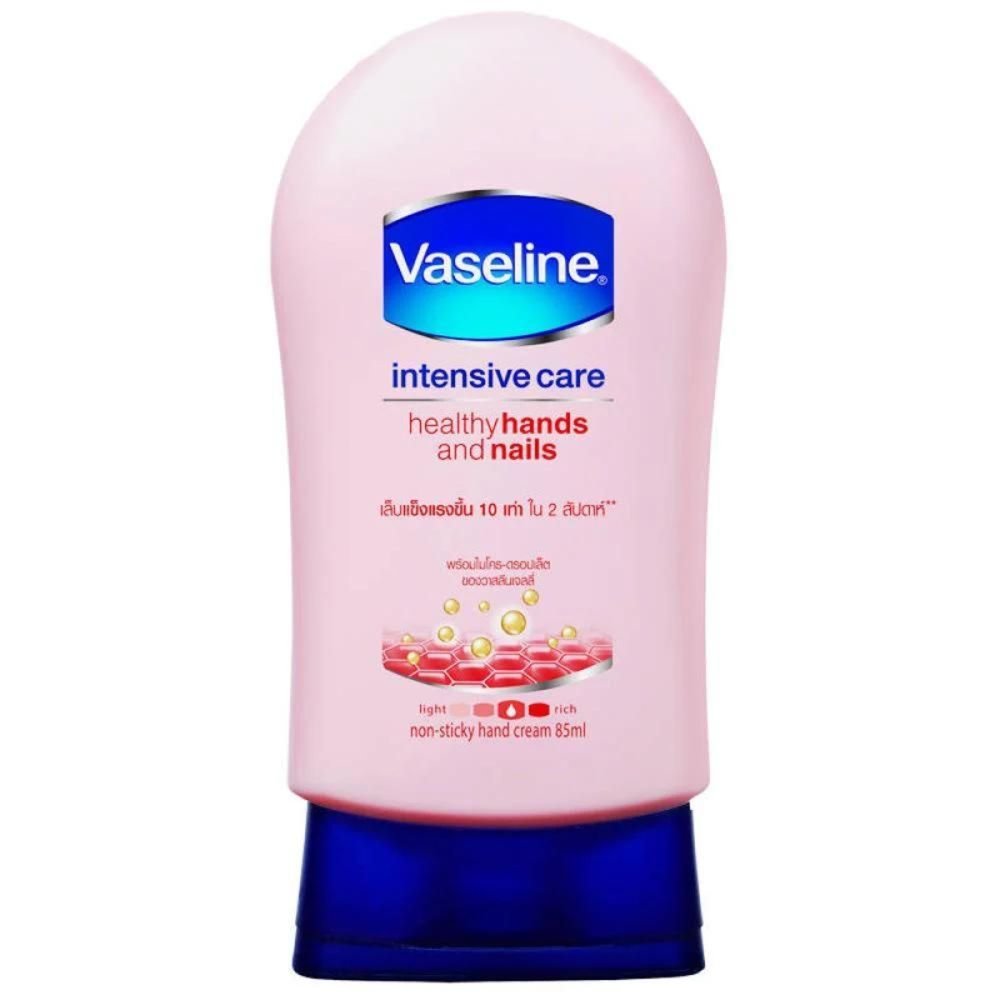 Vaseline®
intensive care
healthy hands
and nails
เล็บแข็งแรงขึ้น 10 เท่า ใน 2 สัปดาห์**
พร้อมไมโคร-ดรอปเล็ต
ของวาสลีนเจลลี่
light rich
non-sticky hand cream 85ml